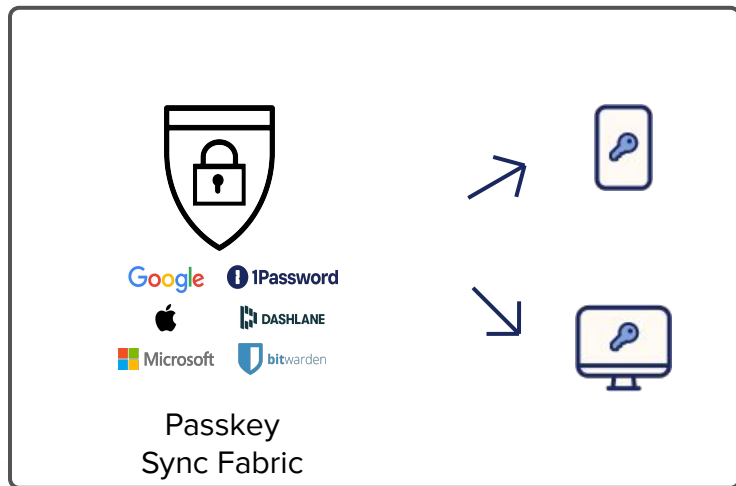 Google 1Password
DASHLANE
Microsoft bitwarden
Passkey
Sync Fabric